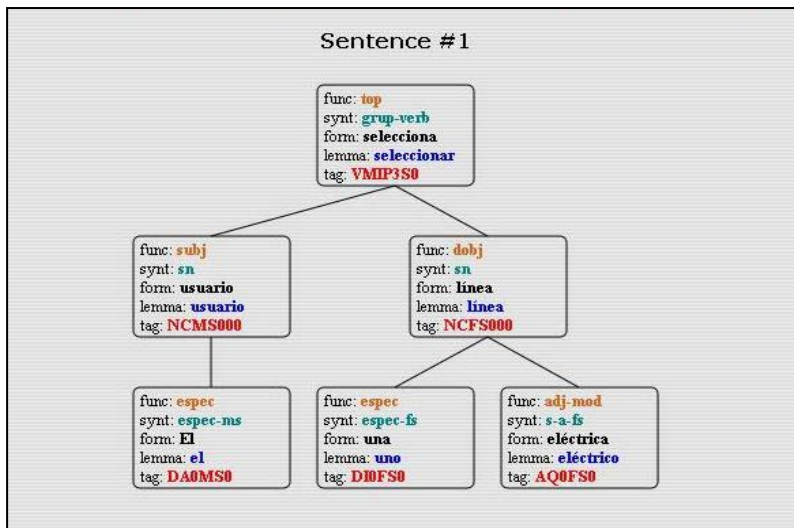 Sentence #1
func: top
synt: grup-verb
form: selecciona
lemma: seleccionar
tag: VMIP3S0
func: subj
synt: sn
form: usuario
lemma: usuario
tag: NCMS000
func: dobj
synt: sn
form: línea
lemma: línea
tag: NCFS000
func: espec
synt: espec-ms
form: El
lemma: el
tag: DA0MS0
func: espec
synt: espec-fs
form: una
lemma: uno
tag: DI0FS0
func: adj-mod
synt: s-a-fs
form: eléctrica
lemma: eléctrico
tag: AQ0FS0